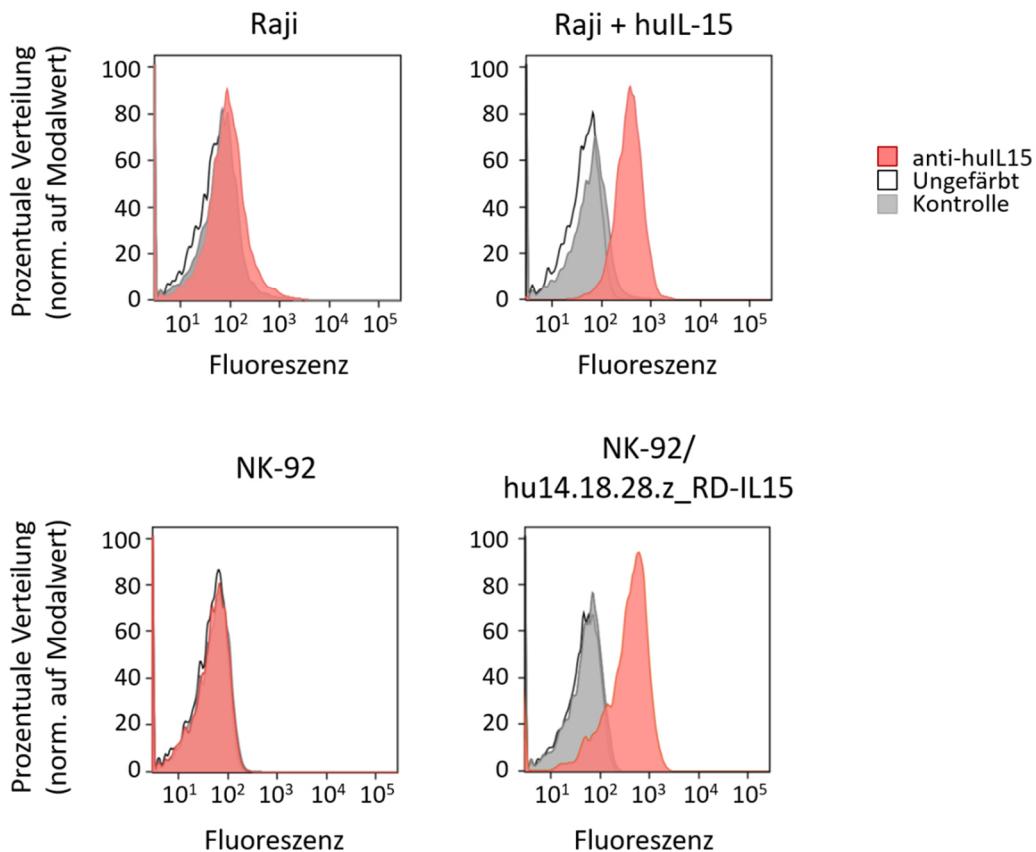 Raji
Raji + huIL-15
Prozentuale Verteilung
(norm. auf Modalwert)
100
80
60
40
20
0
10¹ 10² 10³ 10⁴ 10⁵
Fluoreszenz
100
80
60
40
20
0
10¹ 10² 10³ 10⁴ 10⁵
Fluoreszenz
anti-huIL15
Ungefärbt
Kontrolle
NK-92
NK-92/
hu14.18.28.z_RD-IL15
Prozentuale Verteilung
(norm. auf Modalwert)
100
80
60
40
20
0
10¹ 10² 10³ 10⁴ 10⁵
Fluoreszenz
100
80
60
40
20
0
10¹ 10² 10³ 10⁴ 10⁵
Fluoreszenz